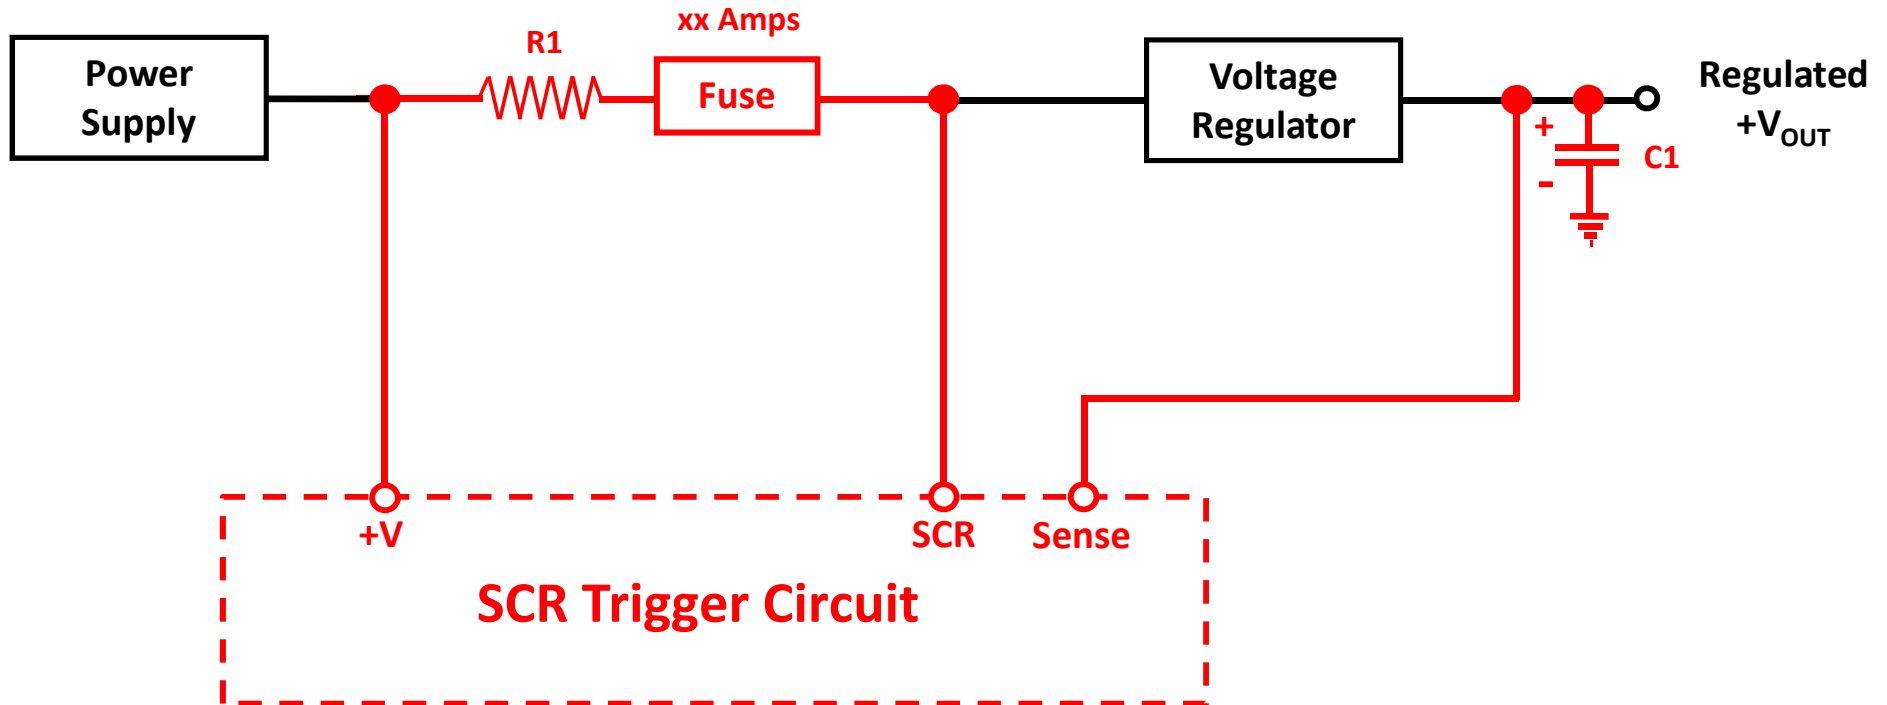 xx Amps
R1
Power
Supply
Fuse
Voltage
Regulator
Regulated
+VOUT
+
-
C1
+V
SCR
Sense
SCR Trigger Circuit